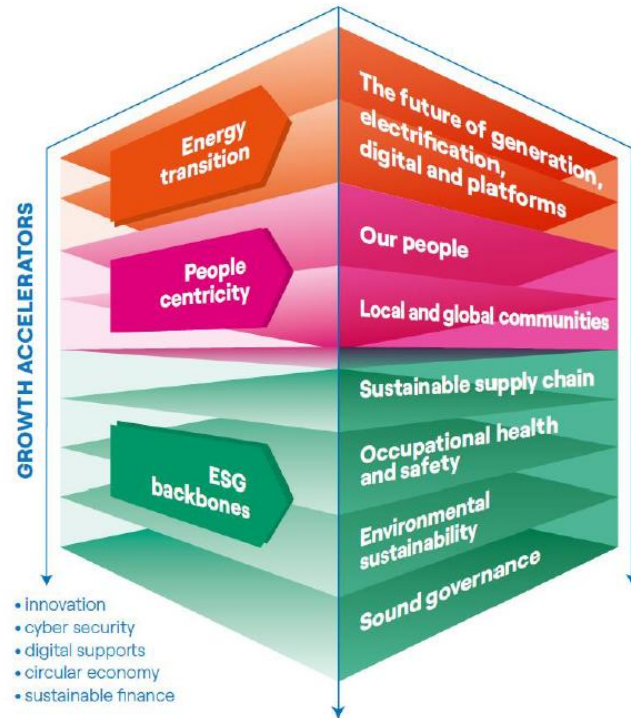 Energy
transition
The future of generation,
electrification,
digital and platforms
People
centricity
Our people
Local and global communities
ESG
backbones
Sustainable supply chain
Occupational health
and safety
Environmental
sustainability
Sound governance
GROWTH ACCELERATORS
• innovation
• cyber security
• digital supports
• circular economy
• sustainable finance